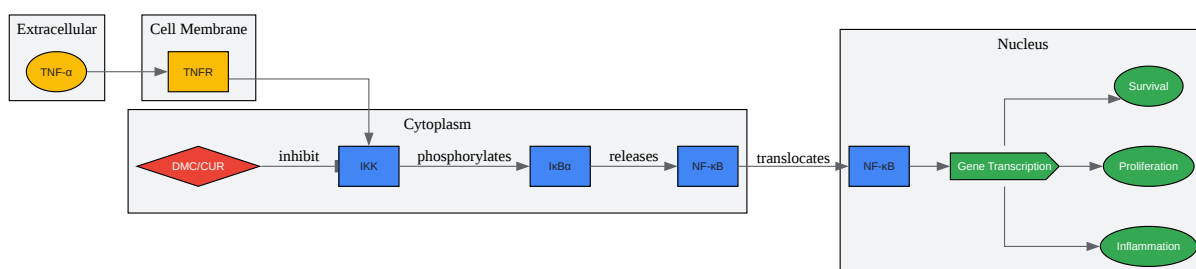 Extracellular
TNF-α
Cell Membrane
TNFR
Cytoplasm
DMC/CUR
inhibit
IKK
phosphorylates
IκBα
releases
NF-κB
translocates
Nucleus
NF-κB
Gene Transcription
Survival
Proliferation
Inflammation